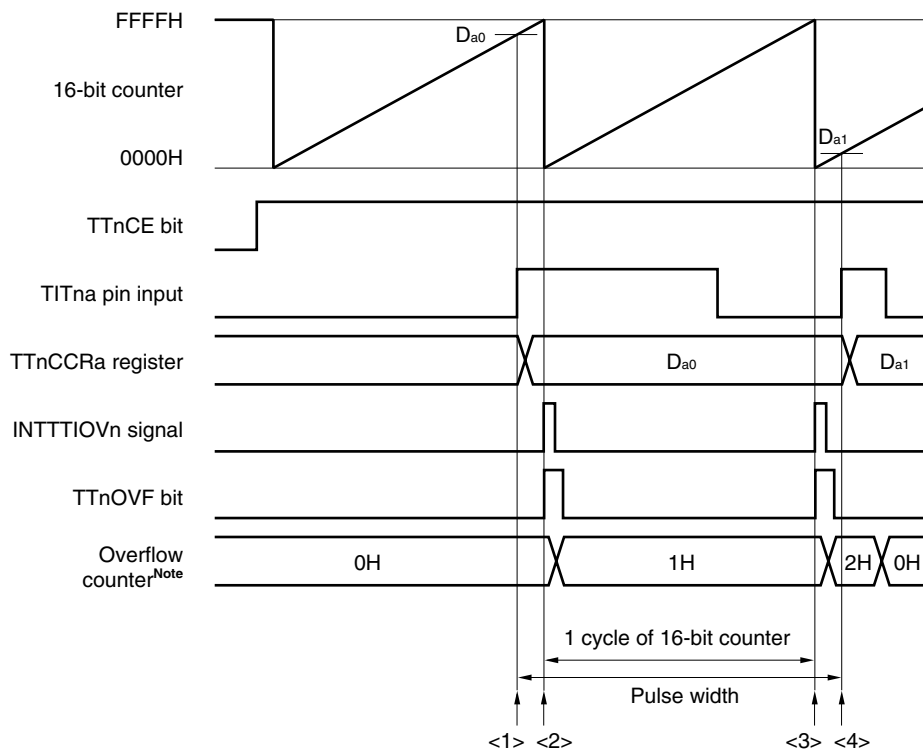 FFFFH
Da0
16-bit counter
Da1
0000H
TTnCE bit
TITna pin input
TTnCCRa register
Da0
Da1
INTTTIOVn signal
TTnOVF bit
Overflow
counterNote
0H
1H
2H
0H
1 cycle of 16-bit counter
Pulse width
<1>
<2>
<3>
<4>